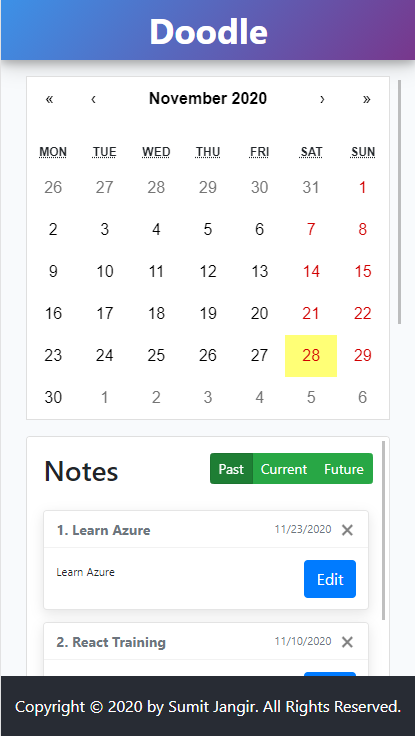 Doodle
« ‹ November 2020 › »
MON TUE WED THU FRI SAT SUN
26 27 28 29 30 31 1
2 3 4 5 6 7 8
9 10 11 12 13 14 15
16 17 18 19 20 21 22
23 24 25 26 27 28 29
30 1 2 3 4 5 6
Notes Past Current Future
1. Learn Azure 11/23/2020 ×
Learn Azure Edit
2. React Training 11/10/2020 ×
Copyright © 2020 by Sumit Jangir. All Rights Reserved.